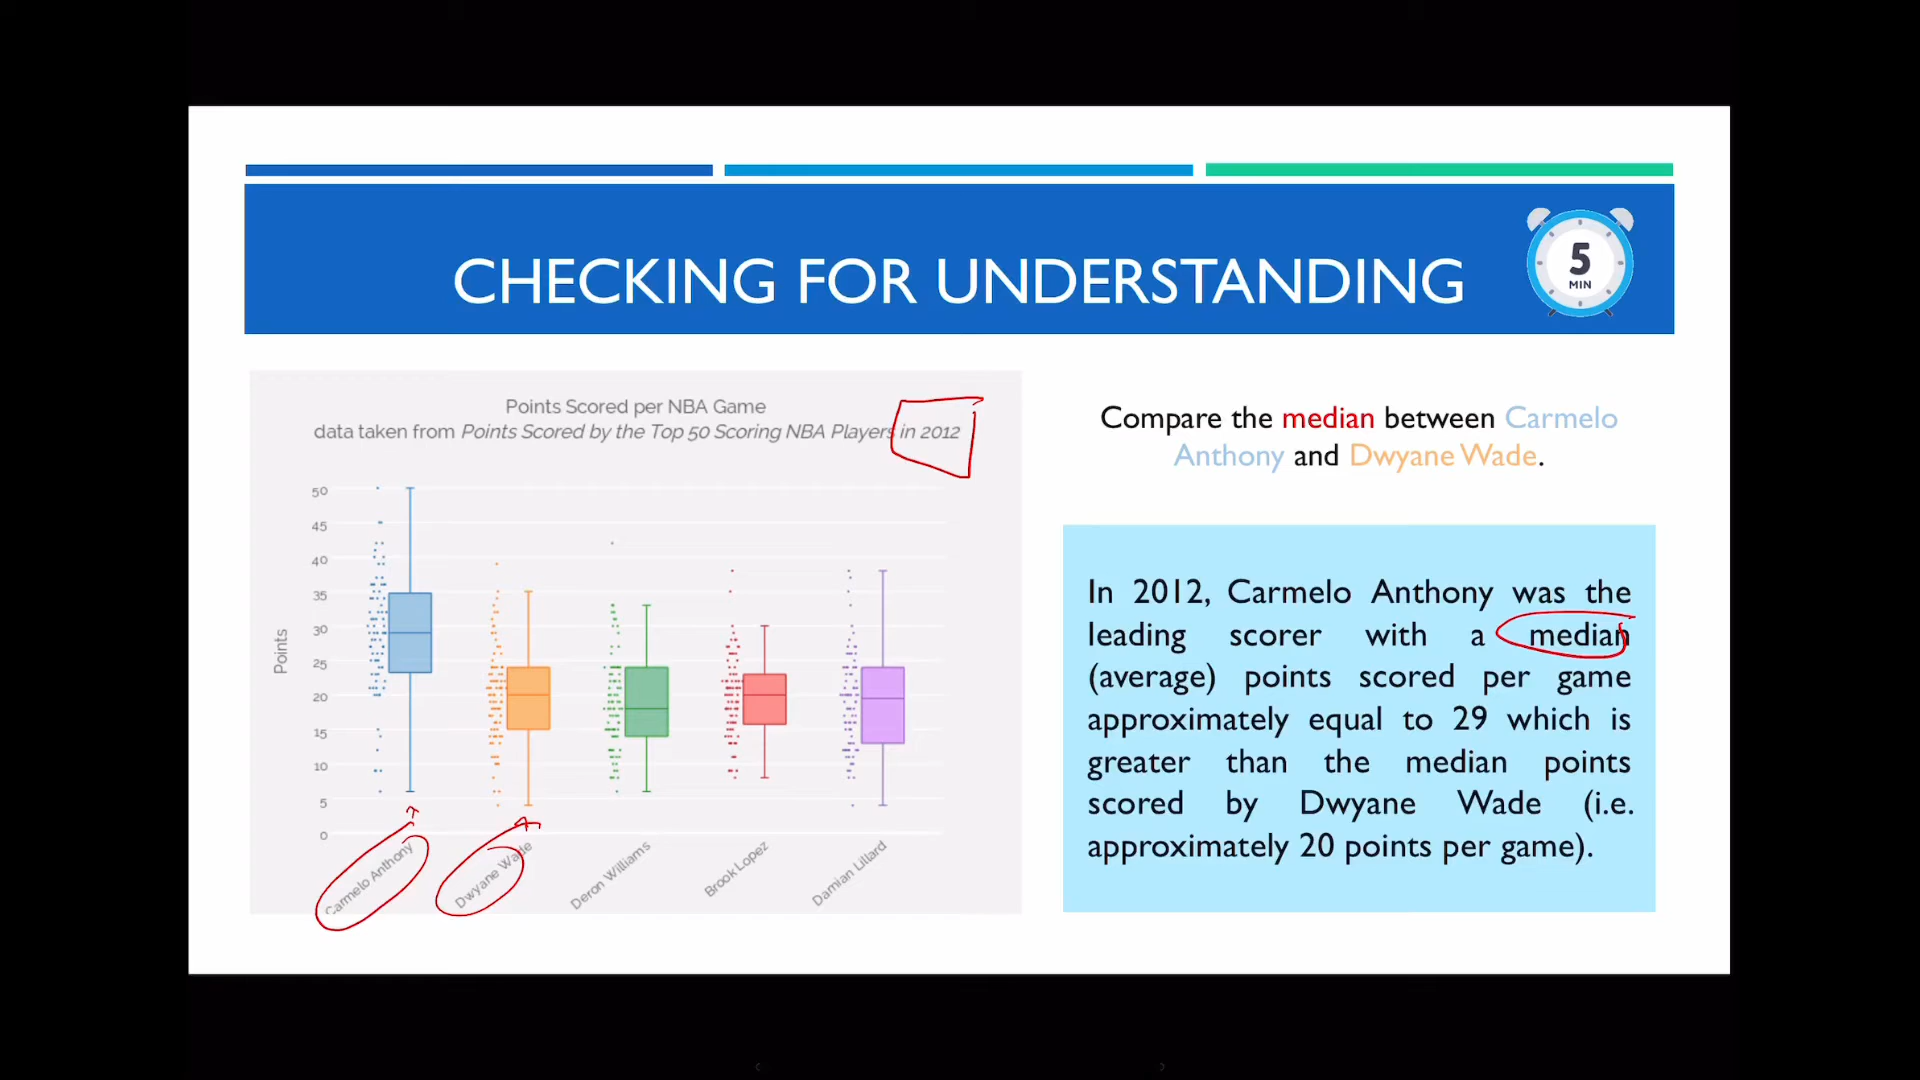 CHECKING FOR UNDERSTANDING
5
MIN
Points Scored per NBA Game
data taken from Points Scored by the Top 50 Scoring NBA Players in 2012
Points
50
45
40
35
30
25
20
15
10
5
0
Carmelo Anthony
Dwyane Wade
Deron Williams
Brook Lopez
Damian Lillard
Compare the median between Carmelo
Anthony and Dwyane Wade.
In 2012, Carmelo Anthony was the
leading scorer with a median
(average) points scored per game
approximately equal to 29 which is
greater than the median points
scored by Dwyane Wade (i.e.
approximately 20 points per game).